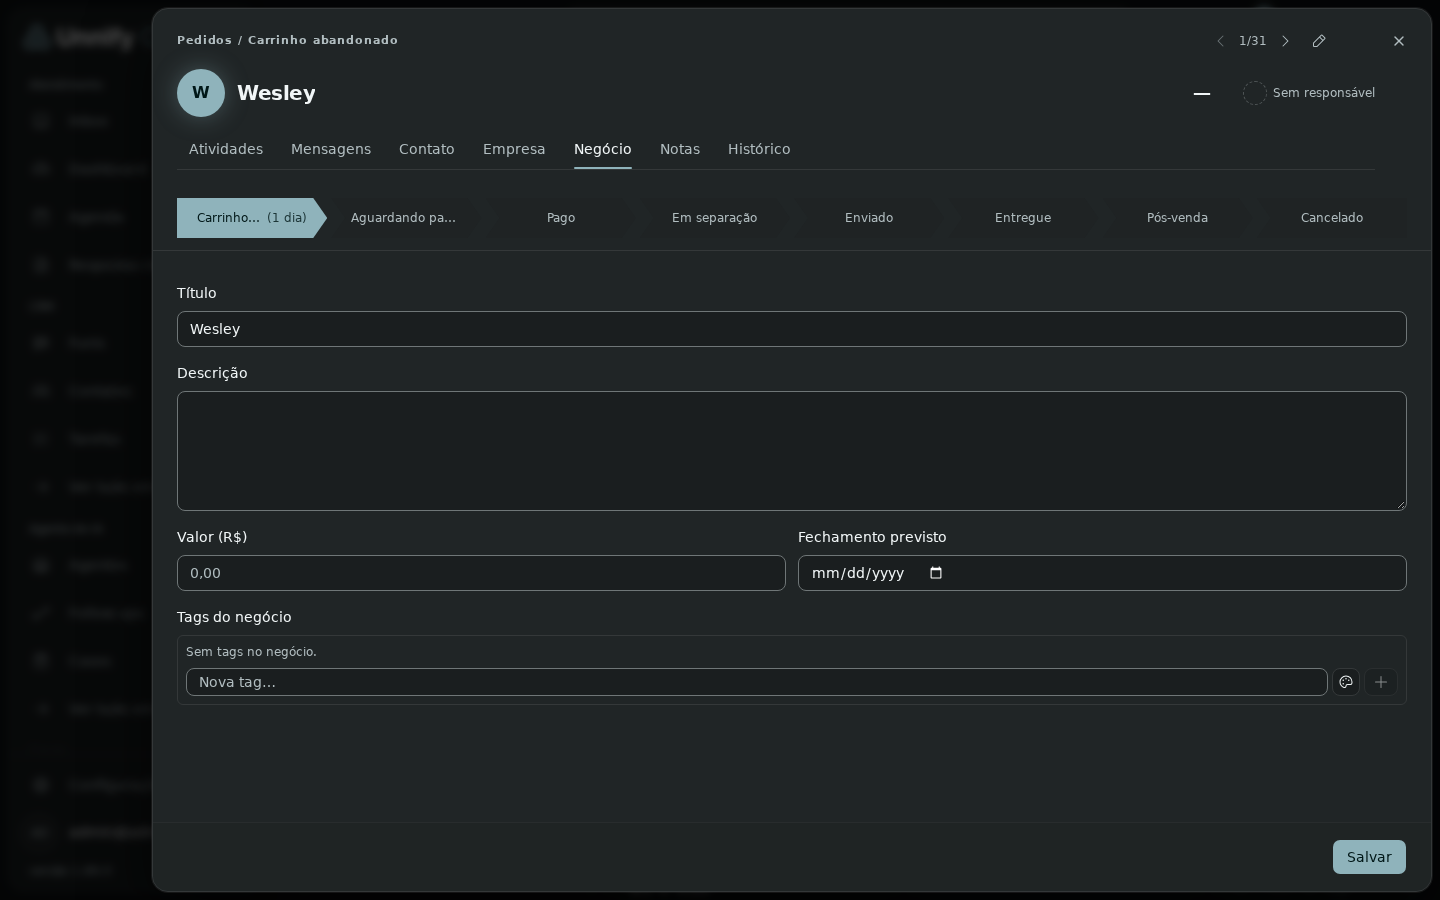 Pedidos / Carrinho abandonado
1/31
W
Wesley
—
Sem responsável
Atividades
Mensagens
Contato
Empresa
Negócio
Notas
Histórico
Carrinho... (1 dia)
Aguardando pa...
Pago
Em separação
Enviado
Entregue
Pós-venda
Cancelado
Título
Wesley
Descrição
Valor (R$)
Fechamento previsto
0,00
mm/dd/yyyy
Tags do negócio
Sem tags no negócio.
Nova tag...
Salvar